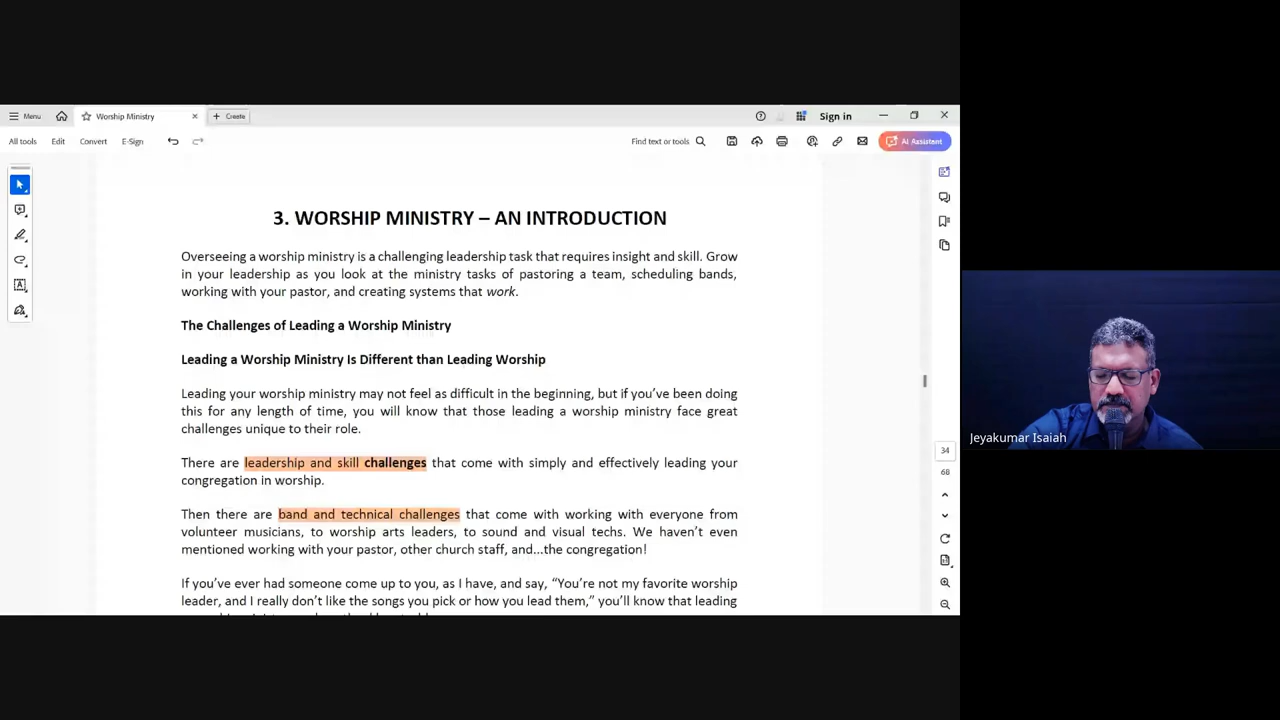 Menu
Worship Ministry
Create
Sign in
All tools
Edit
Convert
E-Sign
Find text or tools
AI Assistant
3. WORSHIP MINISTRY – AN INTRODUCTION
Overseeing a worship ministry is a challenging leadership task that requires insight and skill. Grow
in your leadership as you look at the ministry tasks of pastoring a team, scheduling bands,
working with your pastor, and creating systems that work.
The Challenges of Leading a Worship Ministry
Leading a Worship Ministry Is Different than Leading Worship
Leading your worship ministry may not feel as difficult in the beginning, but if you’ve been doing
this for any length of time, you will know that those leading a worship ministry face great
challenges unique to their role.
There are leadership and skill challenges that come with simply and effectively leading your
congregation in worship.
Then there are band and technical challenges that come with working with everyone from
volunteer musicians, to worship arts leaders, to sound and visual techs. We haven’t even
mentioned working with your pastor, other church staff, and...the congregation!
If you’ve ever had someone come up to you, as I have, and say, “You’re not my favorite worship
leader, and I really don’t like the songs you pick or how you lead them,” you’ll know that leading
34
68
Jeyakumar Isaiah